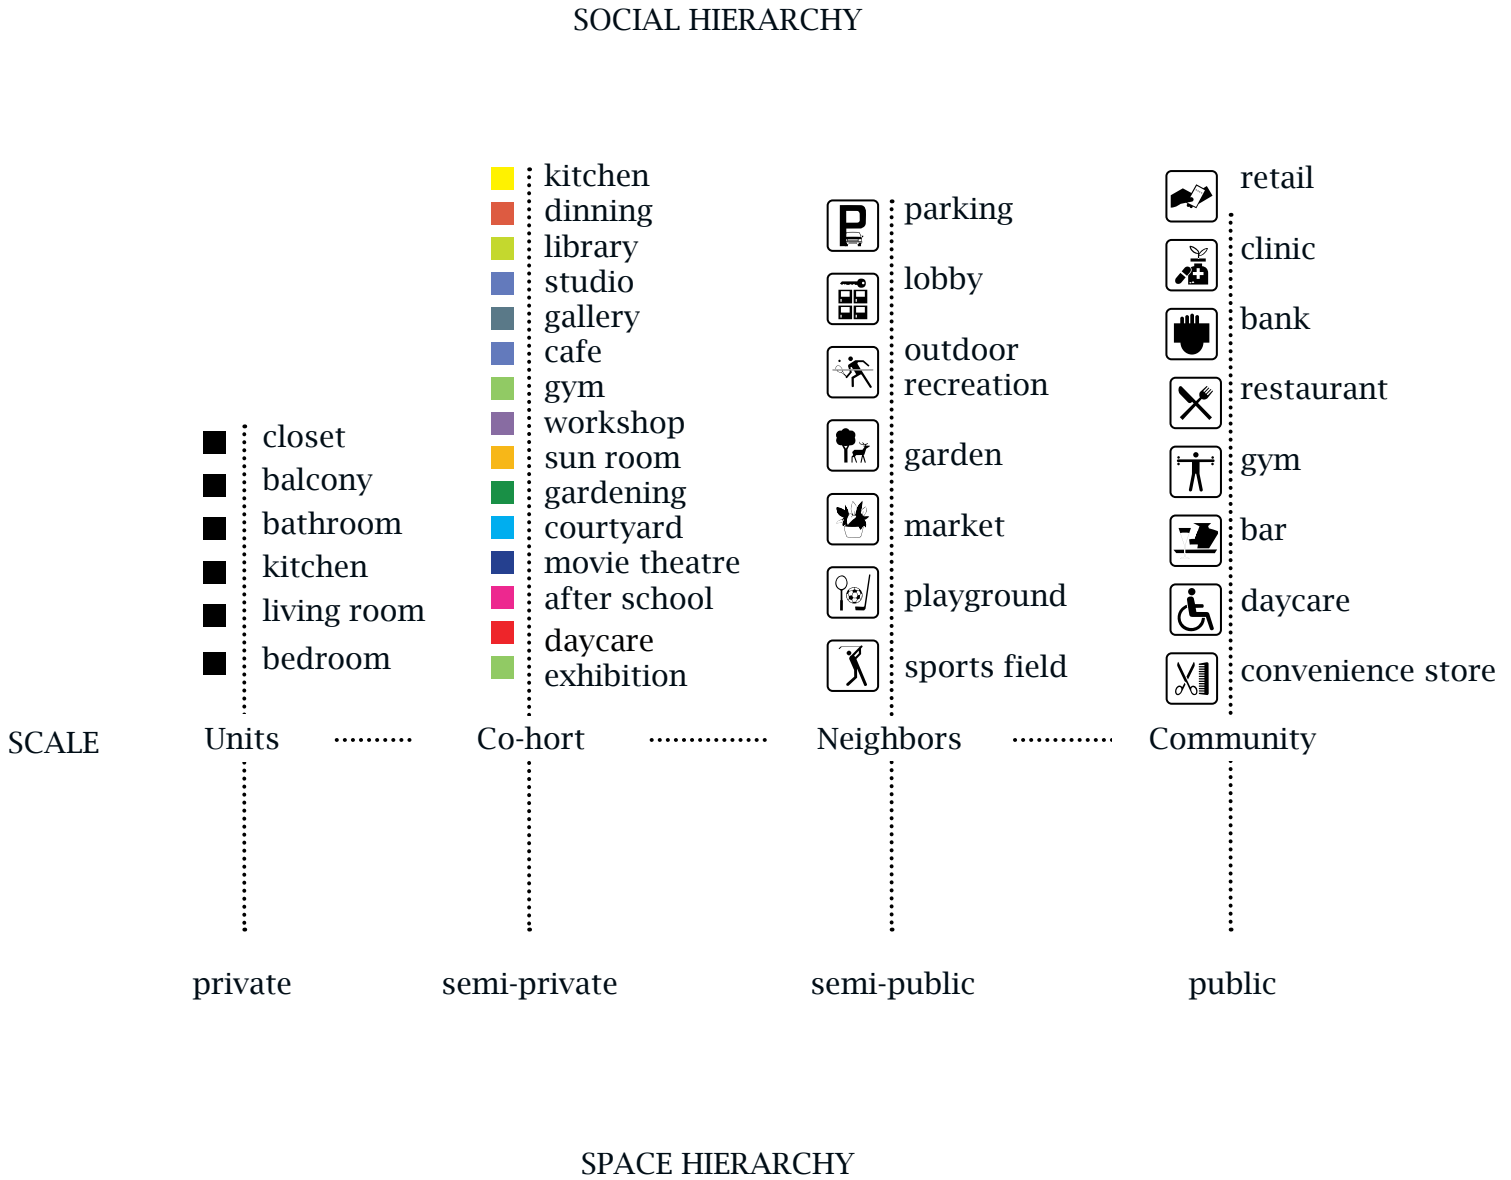 SOCIAL HIERARCHY
closet
balcony
bathroom
kitchen
living room
bedroom
kitchen
dinning
library
studio
gallery
cafe
gym
workshop
sun room
gardening
courtyard
movie theatre
after school
daycare
exhibition
P
parking
lobby
outdoor
recreation
garden
market
playground
sports field
retail
clinic
bank
restaurant
gym
bar
daycare
convenience store
SCALE
Units
Co-hort
Neighbors
Community
private
semi-private
semi-public
public
SPACE HIERARCHY